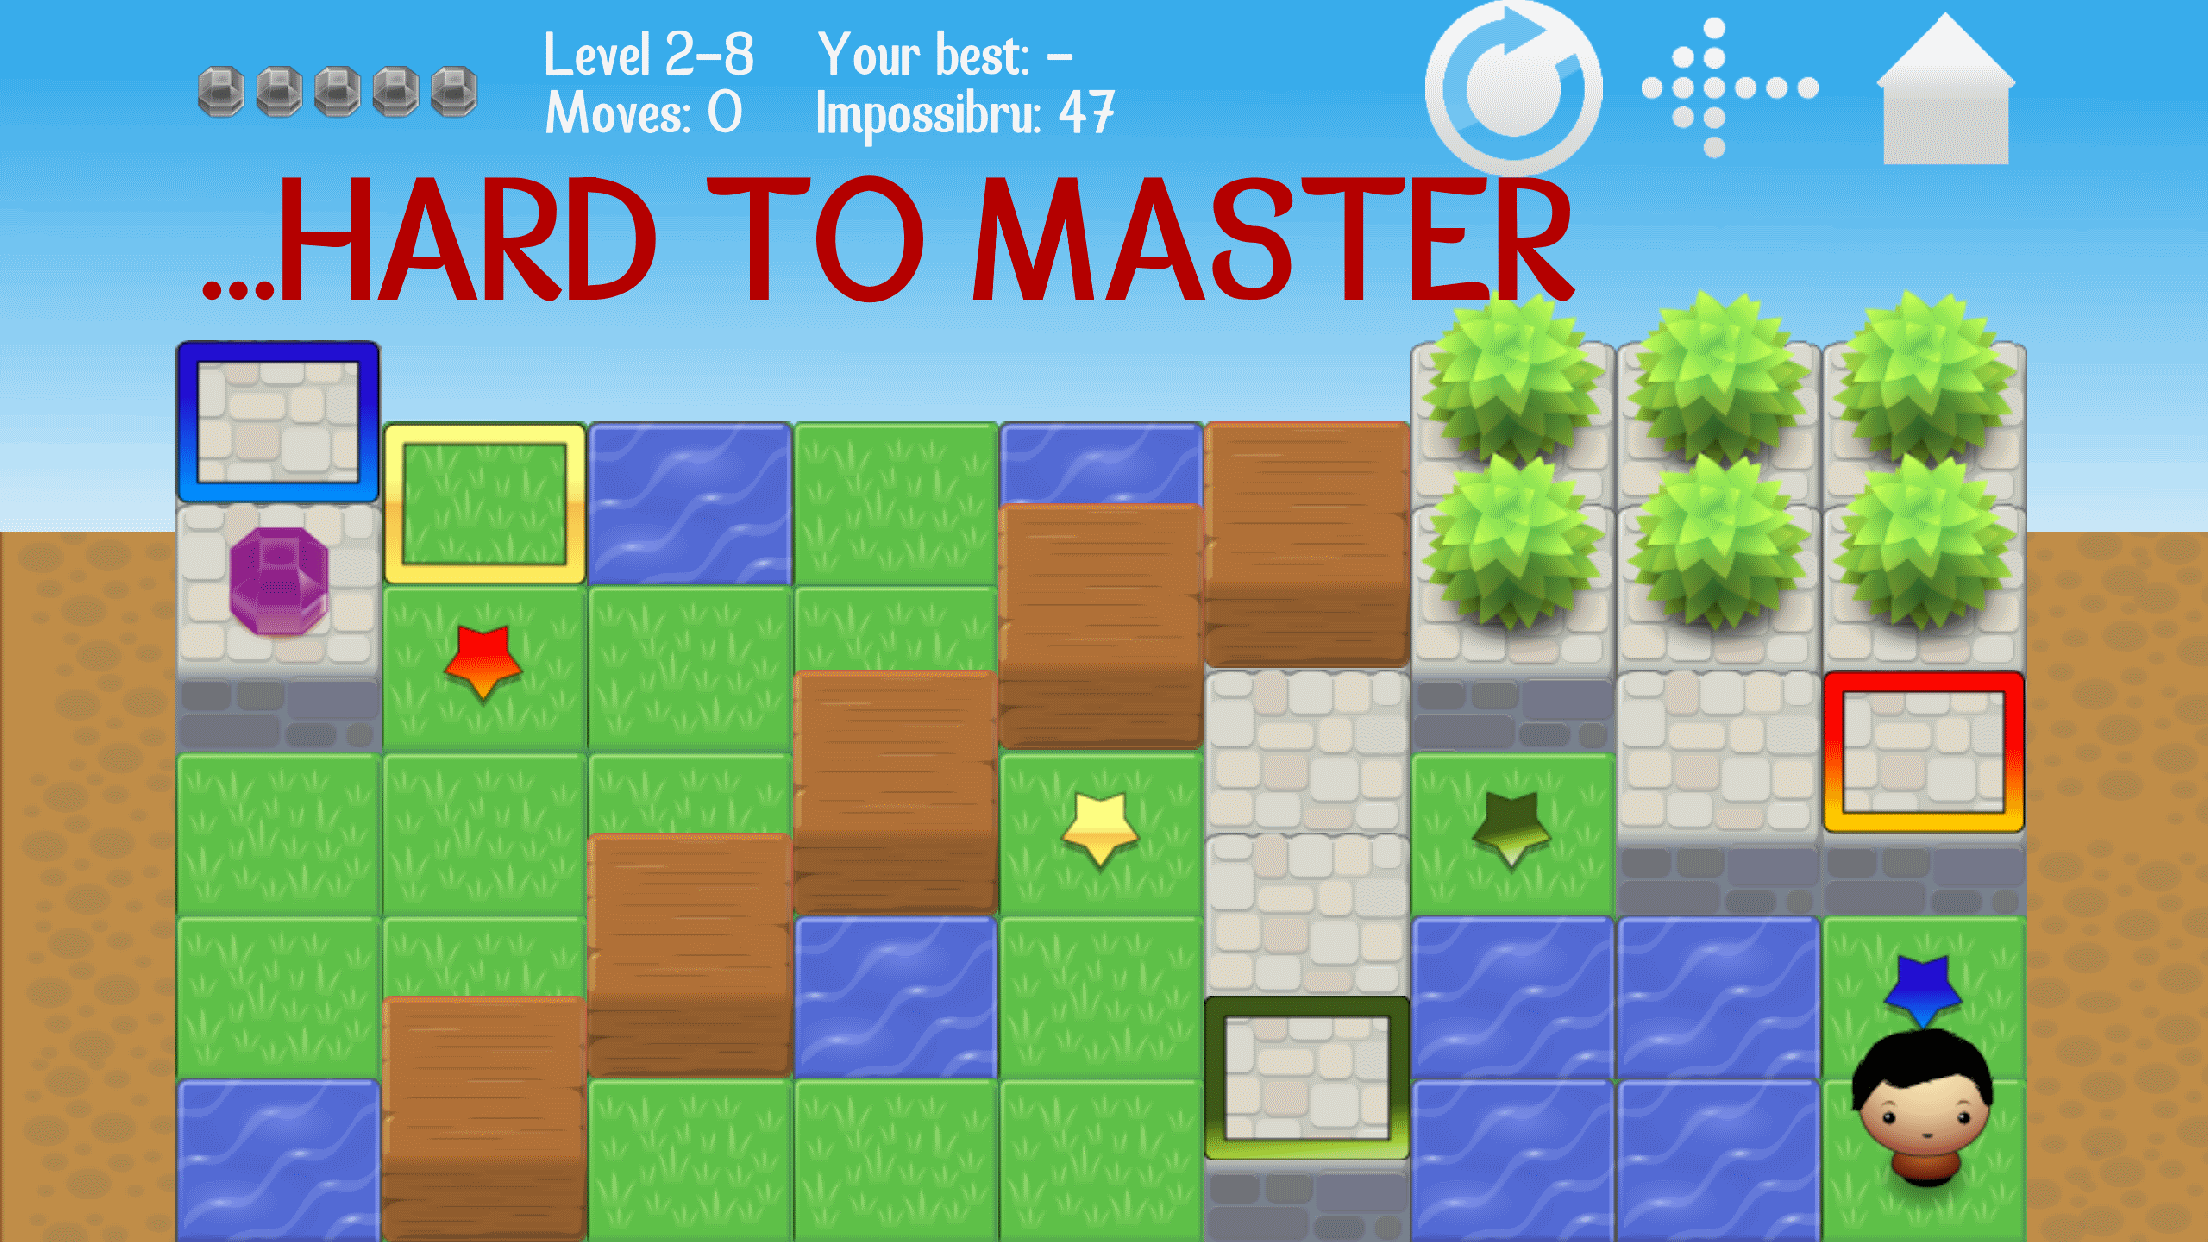 Level 2-8
Moves: 0
Your best: -
Impossibru: 47
...HARD TO MASTER